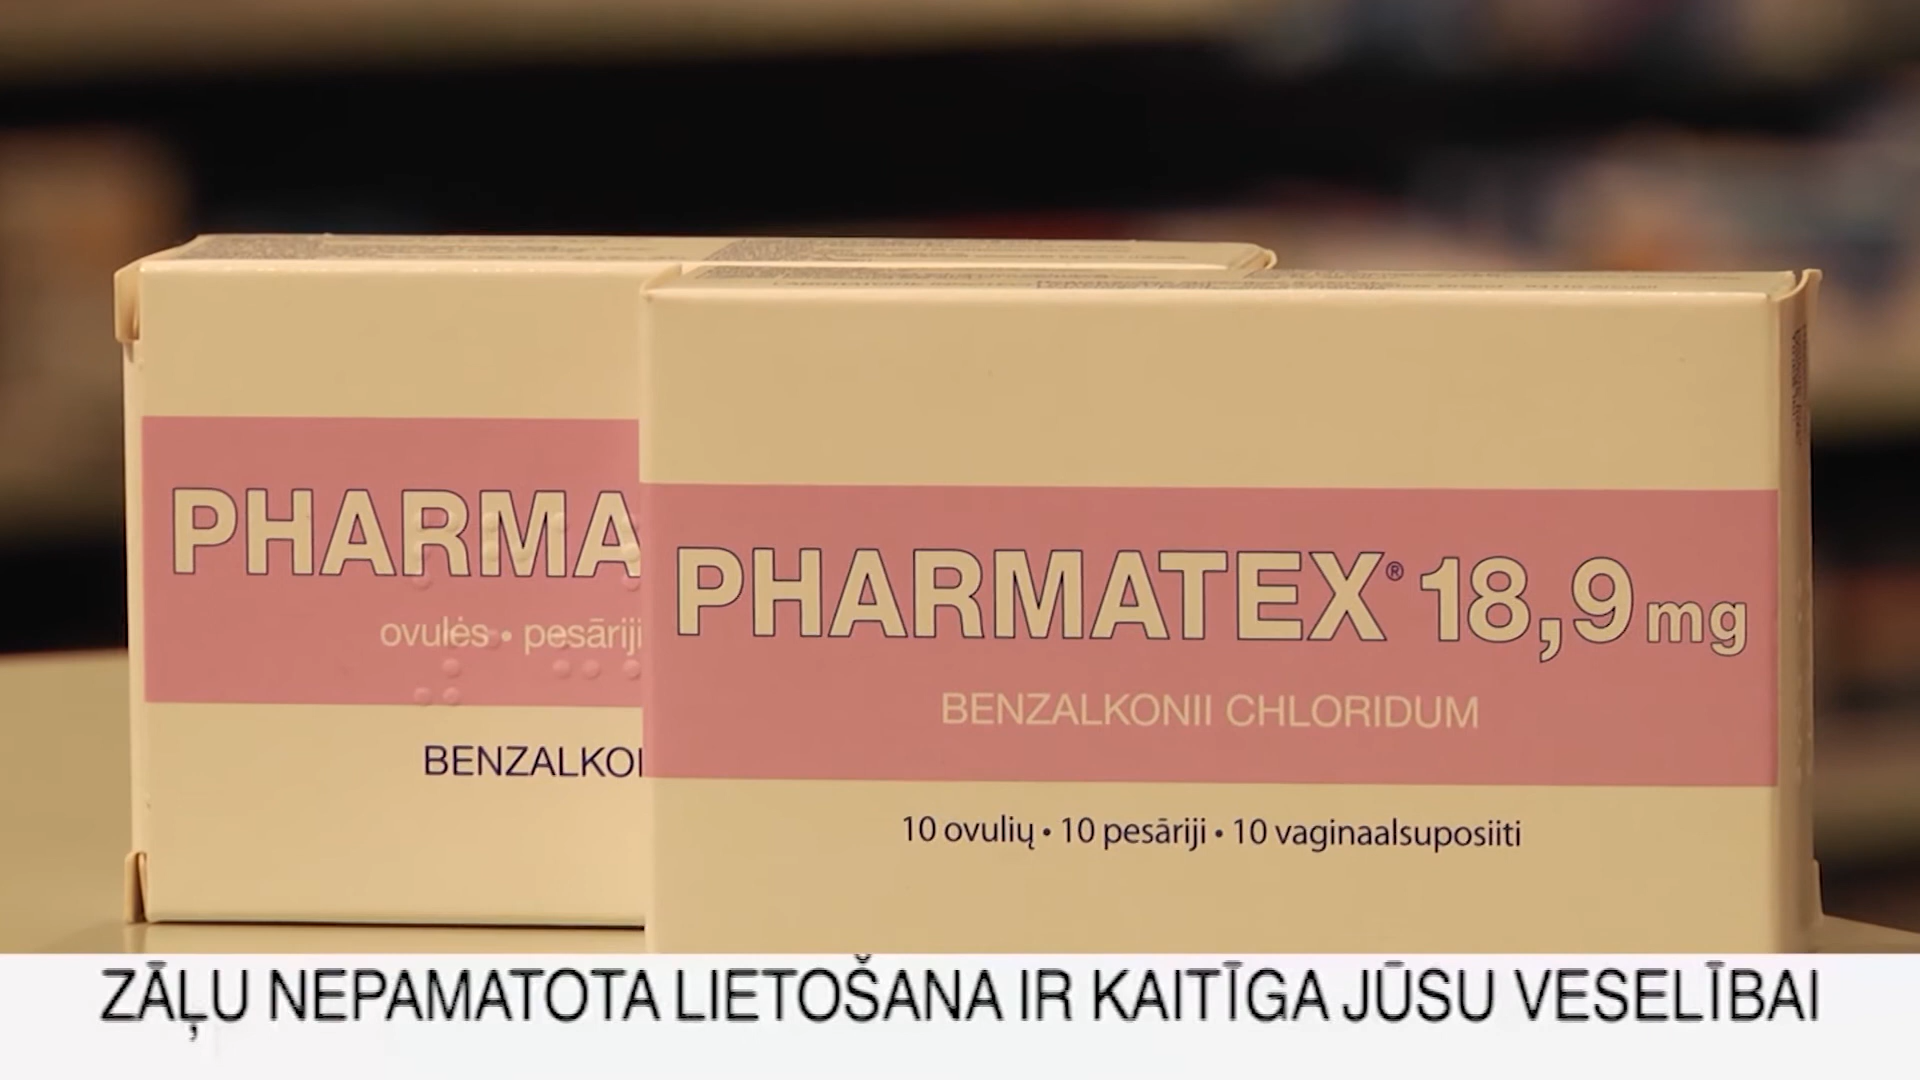 PHARMA
ovulės • pesāriji
BENZALKO
PHARMATEX® 18,9 mg
BENZALKONII CHLORIDUM
10 ovulių • 10 pesāriji • 10 vaginaalsuposiiti
ZĀĻU NEPAMATOTA LIETOŠANA IR KAITĪGA JŪSU VESELĪBAI